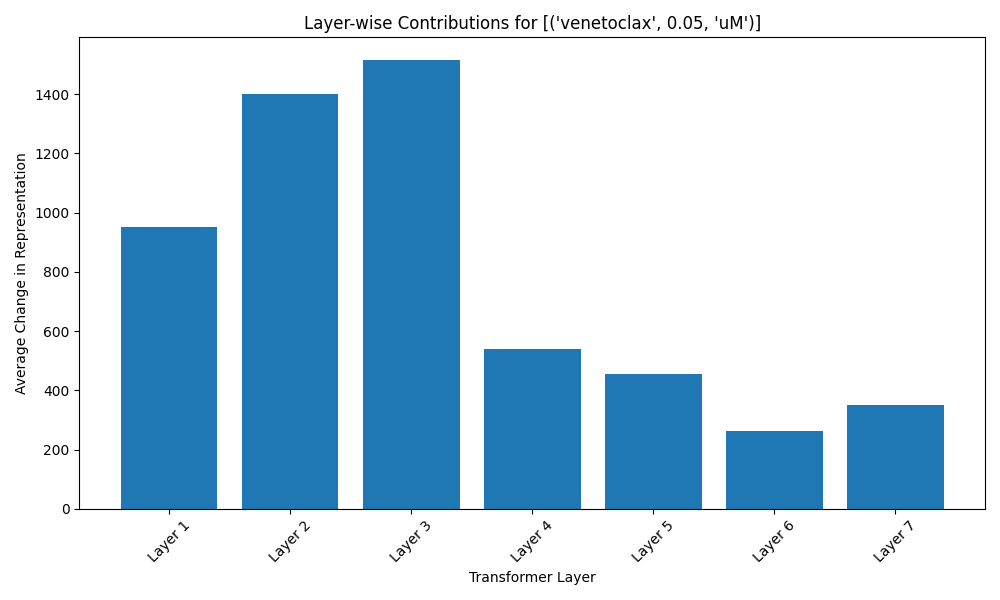 Layer-wise Contributions for [('venetoclax', 0.05, 'uM')]
Average Change in Representation
1400
1200
1000
800
600
400
200
0
Layer 1
Layer 2
Layer 3
Layer 4
Layer 5
Layer 6
Layer 7
Transformer Layer